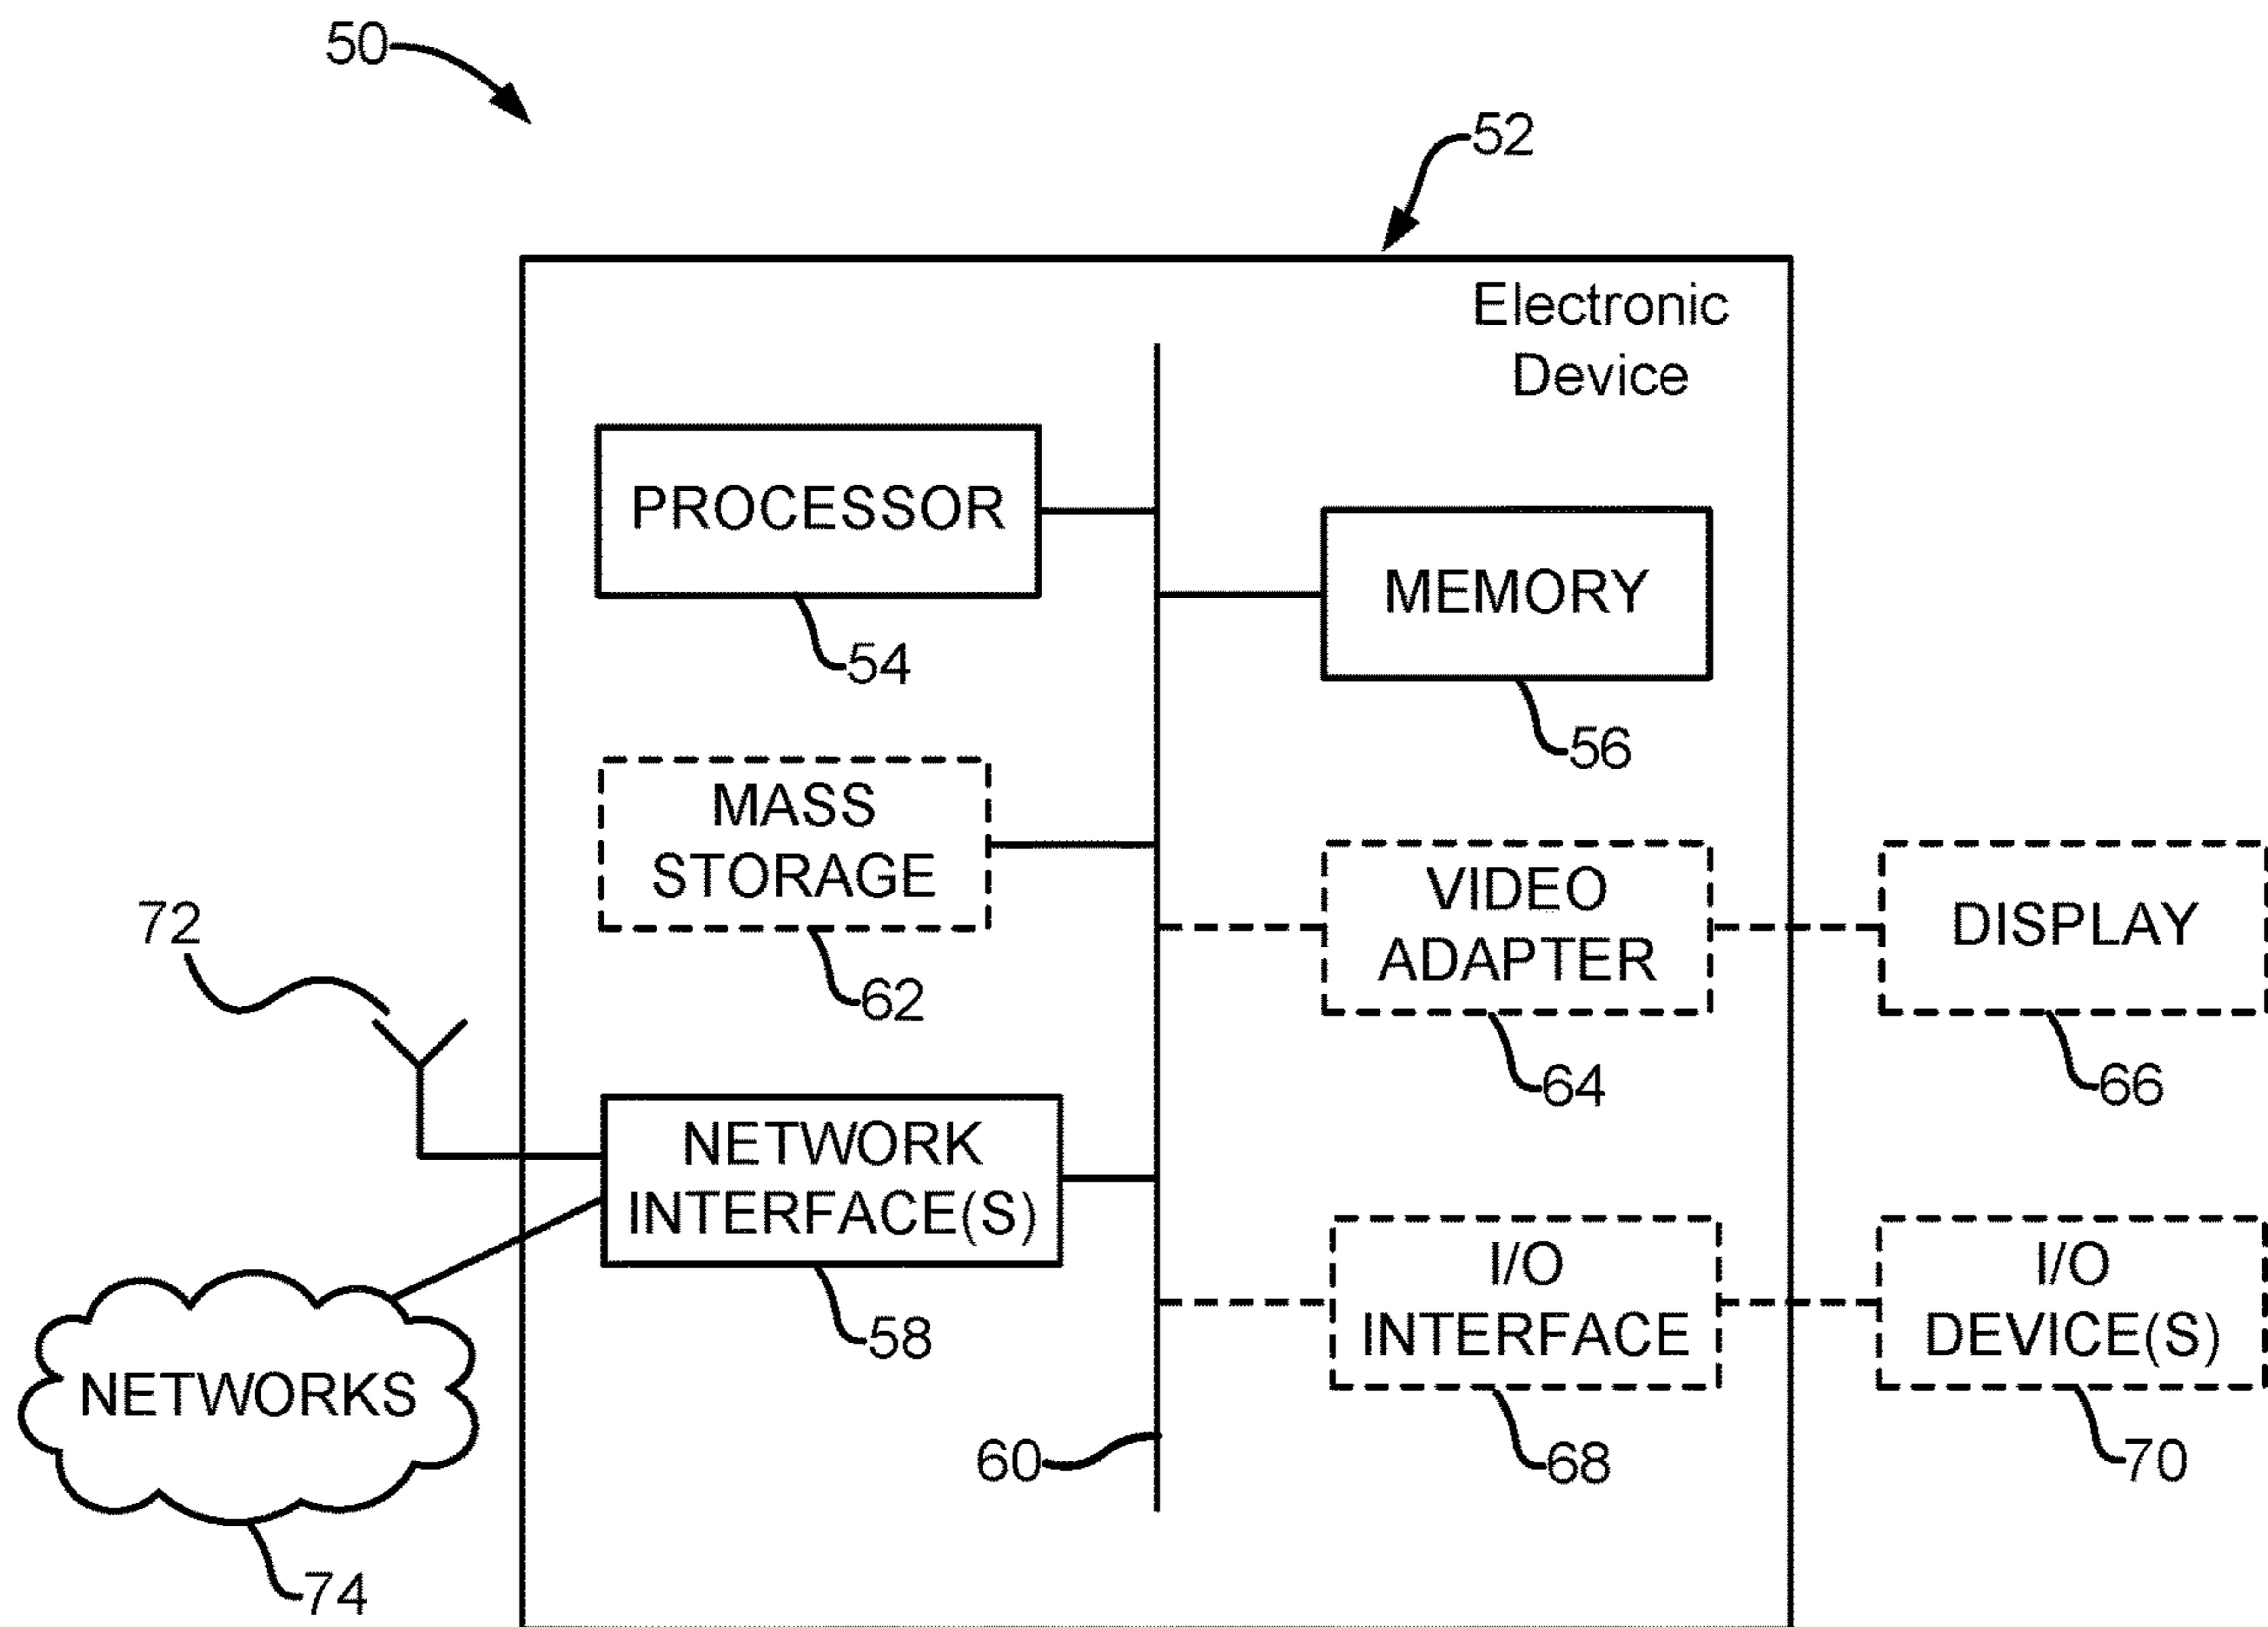 50
52
Electronic
Device
PROCESSOR
54
MEMORY
56
MASS
STORAGE
62
VIDEO
ADAPTER
64
DISPLAY
66
72
NETWORK
INTERFACE(S)
58
I/O
INTERFACE
68
I/O
DEVICE(S)
70
NETWORKS
74
60